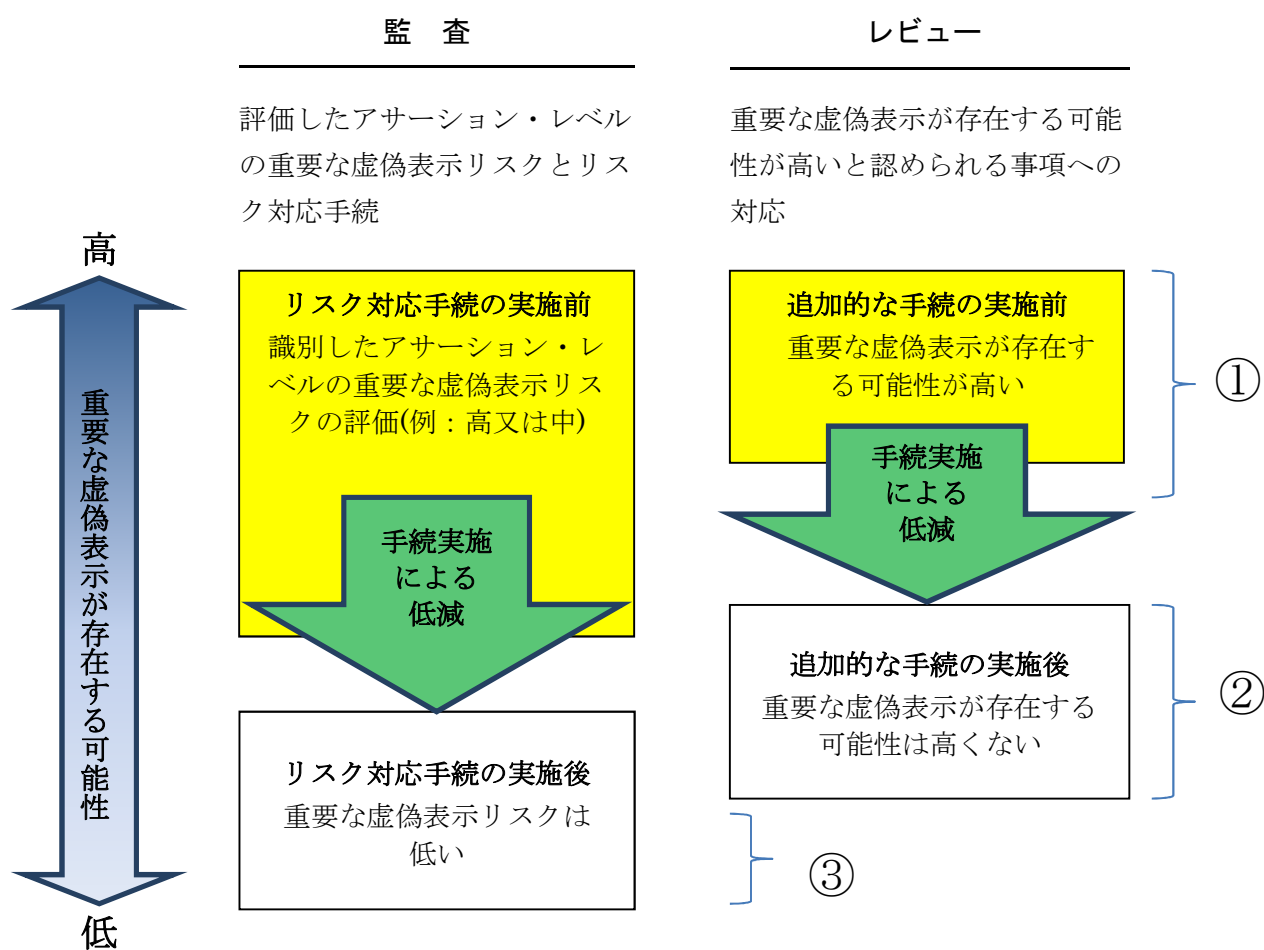 監 査
レビュー
評価したアサーション・レベル
の重要な虚偽表示リスクとリス
ク対応手続
重要な虚偽表示が存在する可能
性が高いと認められる事項への
対応
高
重要な虚偽表示が存在する可能性
低
リスク対応手続の実施前
識別したアサーション・レ
ベルの重要な虚偽表示リス
クの評価(例：高又は中)
手続実施
による
低減
リスク対応手続の実施後
重要な虚偽表示リスクは
低い
追加的な手続の実施前
重要な虚偽表示が存在す
る可能性が高い
手続実施
による
低減
追加的な手続の実施後
重要な虚偽表示が存在する
可能性は高くない
①
②
③